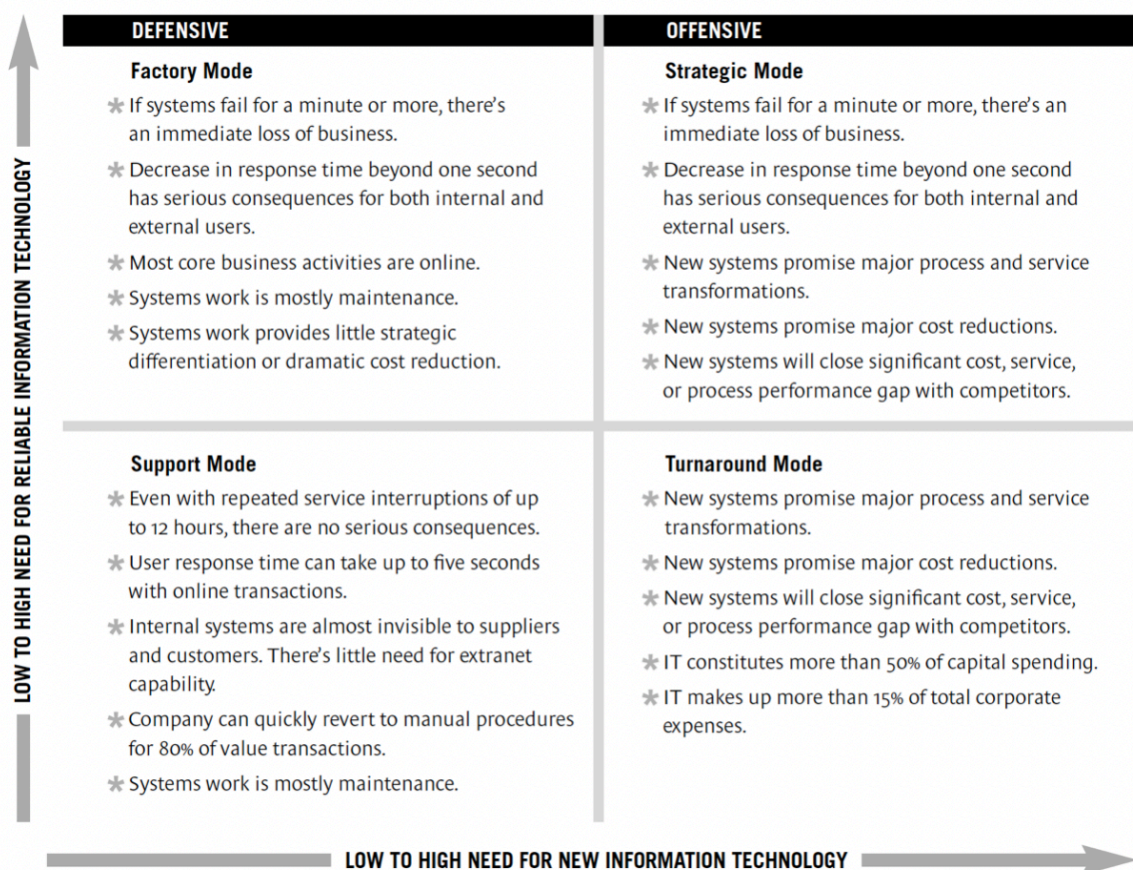 DEFENSIVE
Factory Mode
* If systems fail for a minute or more, there's
an immediate loss of business.
* Decrease in response time beyond one second
has serious consequences for both internal and
external users.
* Most core business activities are online.
* Systems work is mostly maintenance.
* Systems work provides little strategic
differentiation or dramatic cost reduction.
OFFENSIVE
Strategic Mode
* If systems fail for a minute or more, there's an
immediate loss of business.
* Decrease in response time beyond one second
has serious consequences for both internal and
external users.
* New systems promise major process and service
transformations.
* New systems promise major cost reductions.
* New systems will close significant cost, service,
or process performance gap with competitors.
Support Mode
* Even with repeated service interruptions of up
to 12 hours, there are no serious consequences.
* User response time can take up to five seconds
with online transactions.
* Internal systems are almost invisible to suppliers
and customers. There's little need for extranet
capability.
* Company can quickly revert to manual procedures
for 80% of value transactions.
* Systems work is mostly maintenance.
Turnaround Mode
* New systems promise major process and service
transformations.
* New systems promise major cost reductions.
* New systems will close significant cost, service,
or process performance gap with competitors.
* IT constitutes more than 50% of capital spending.
* IT makes up more than 15% of total corporate
expenses.
LOW TO HIGH NEED FOR RELIABLE INFORMATION TECHNOLOGY
LOW TO HIGH NEED FOR NEW INFORMATION TECHNOLOGY